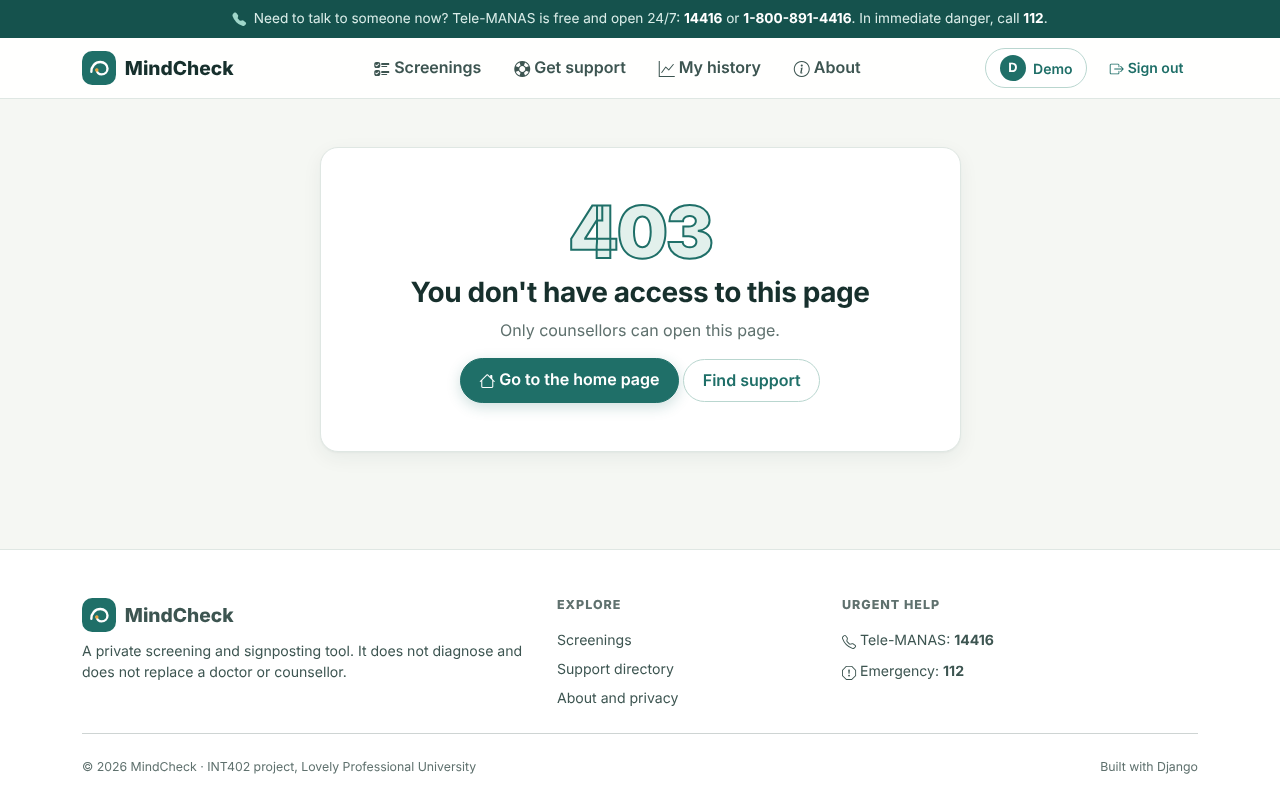 Need to talk to someone now? Tele-MANAS is free and open 24/7: 14416 or 1-800-891-4416. In immediate danger, call 112.
MindCheck
Screenings
Get support
My history
About
D
Demo
Sign out
403
You don't have access to this page
Only counsellors can open this page.
Go to the home page
Find support
MindCheck
A private screening and signposting tool. It does not diagnose and
does not replace a doctor or counsellor.
EXPLORE
Screenings
Support directory
About and privacy
URGENT HELP
Tele-MANAS: 14416
Emergency: 112
© 2026 MindCheck · INT402 project, Lovely Professional University
Built with Django